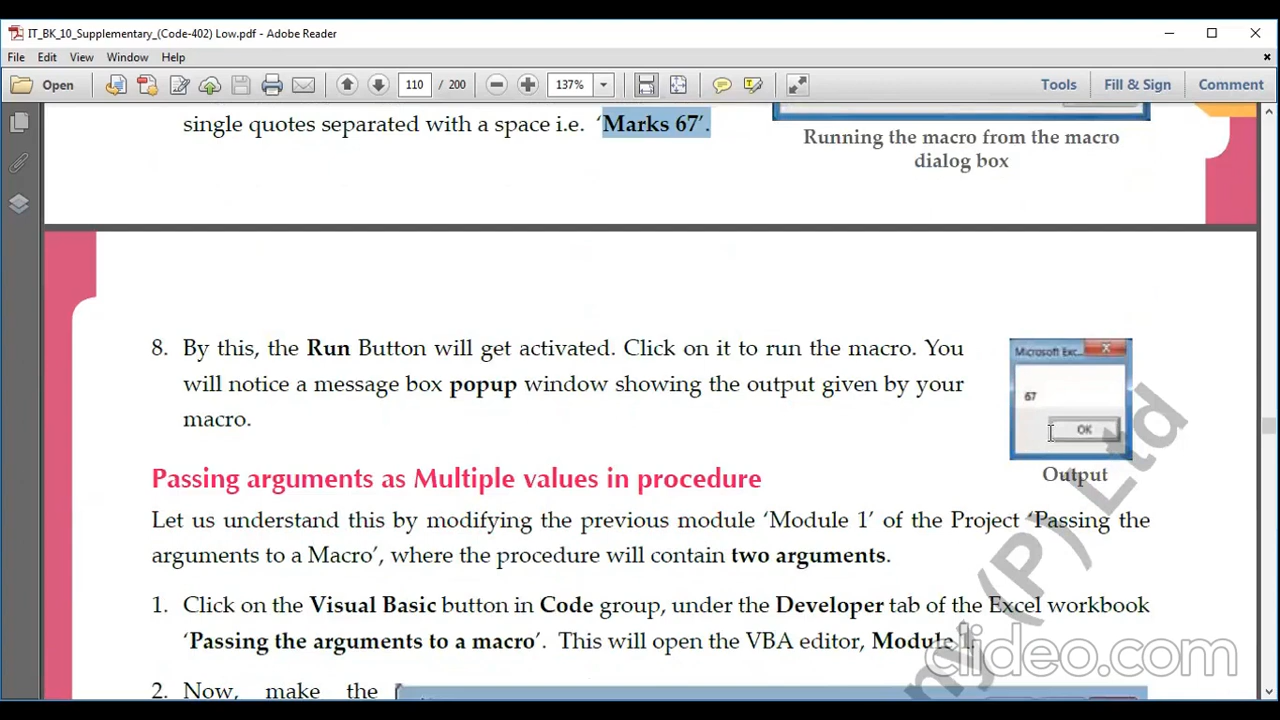 IT_BK_10_Supplementary_(Code-402) Low.pdf - Adobe Reader
File Edit View Window Help
Open 110 / 200 137% Tools Fill & Sign Comment
single quotes separated with a space i.e. ‘Marks 67’.
Running the macro from the macro
dialog box
8. By this, the Run Button will get activated. Click on it to run the macro. You
will notice a message box popup window showing the output given by your
macro.
Microsoft Exc...
67
OK
Output
Passing arguments as Multiple values in procedure
Let us understand this by modifying the previous module ‘Module 1’ of the Project ‘Passing the
arguments to a Macro’, where the procedure will contain two arguments.
1. Click on the Visual Basic button in Code group, under the Developer tab of the Excel workbook
‘Passing the arguments to a macro’. This will open the VBA editor, Module 1.
2. Now, make the
(P) Ltd
clideo.com